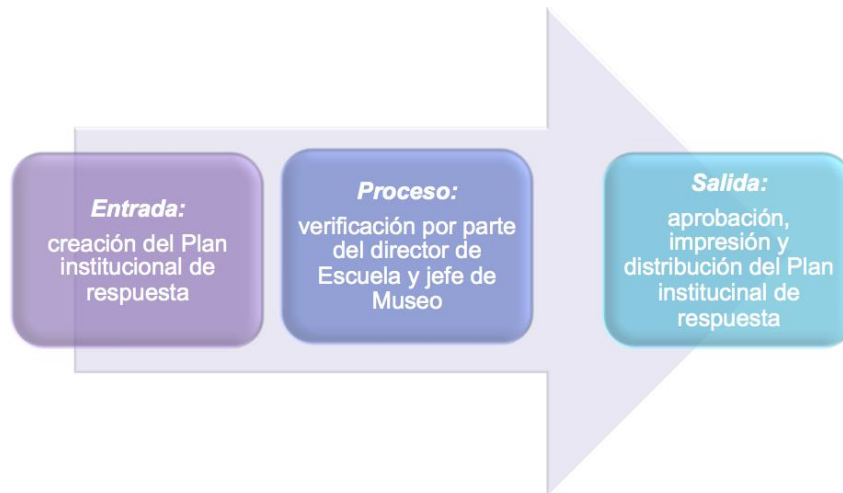 Entrada:
creación del Plan
institucional de
respuesta
Proceso:
verificación por parte
del director de
Escuela y jefe de
Museo
Salida:
aprobación,
impresión y
distribución del Plan
institucinal de
respuesta